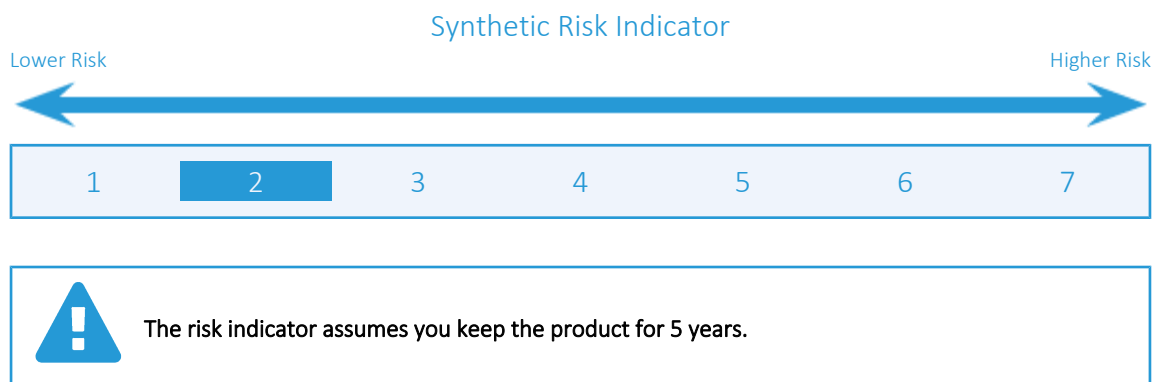 Synthetic Risk Indicator
Lower Risk Higher Risk
1 2 3 4 5 6 7
The risk indicator assumes you keep the product for 5 years.